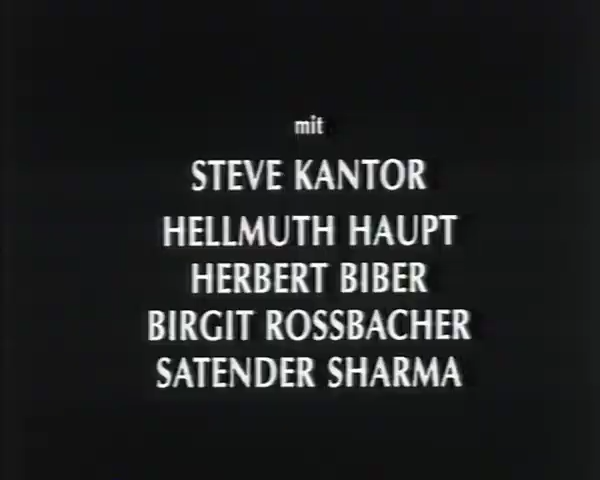 mit
STEVE KANTOR
HELLMUTH HAUPT
HERBERT BIBER
BIRGIT ROSSBACHER
SATENDER SHARMA